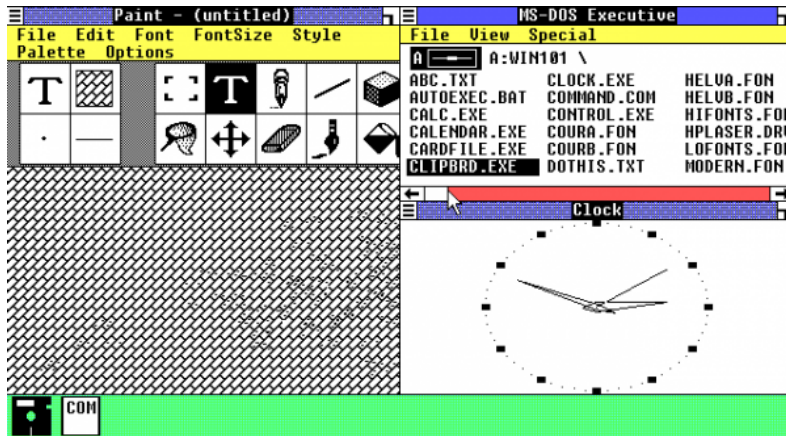 Paint - (untitled)
File Edit Font FontSize Style
Palette Options
T
T
MS-DOS Executive
File View Special
A A:WIN101 \
ABC.TXT CLOCK.EXE HELVA.FON
AUTOEXEC.BAT COMMAND.COM HELVB.FON
CALC.EXE CONTROL.EXE HIFONTS.FO
CALENDAR.EXE COURA.FON HPLASER.DR
CARDFILE.EXE COURB.FON LOFONTS.FO
CLIPBRD.EXE DOTHIS.TXT MODERN.FON
Clock
COM